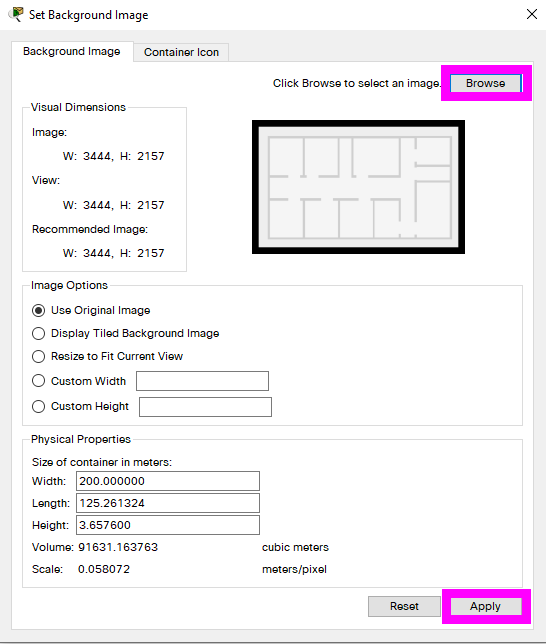 Set Background Image
Background Image
Container Icon
Click Browse to select an image.
Browse
Visual Dimensions
Image:
W: 3444, H: 2157
View:
W: 3444, H: 2157
Recommended Image:
W: 3444, H: 2157
Image Options
Use Original Image
Display Tiled Background Image
Resize to Fit Current View
Custom Width
Custom Height
Physical Properties
Size of container in meters:
Width: 200.000000
Length: 125.261324
Height: 3.657600
Volume: 91631.163763 cubic meters
Scale: 0.058072 meters/pixel
Reset Apply